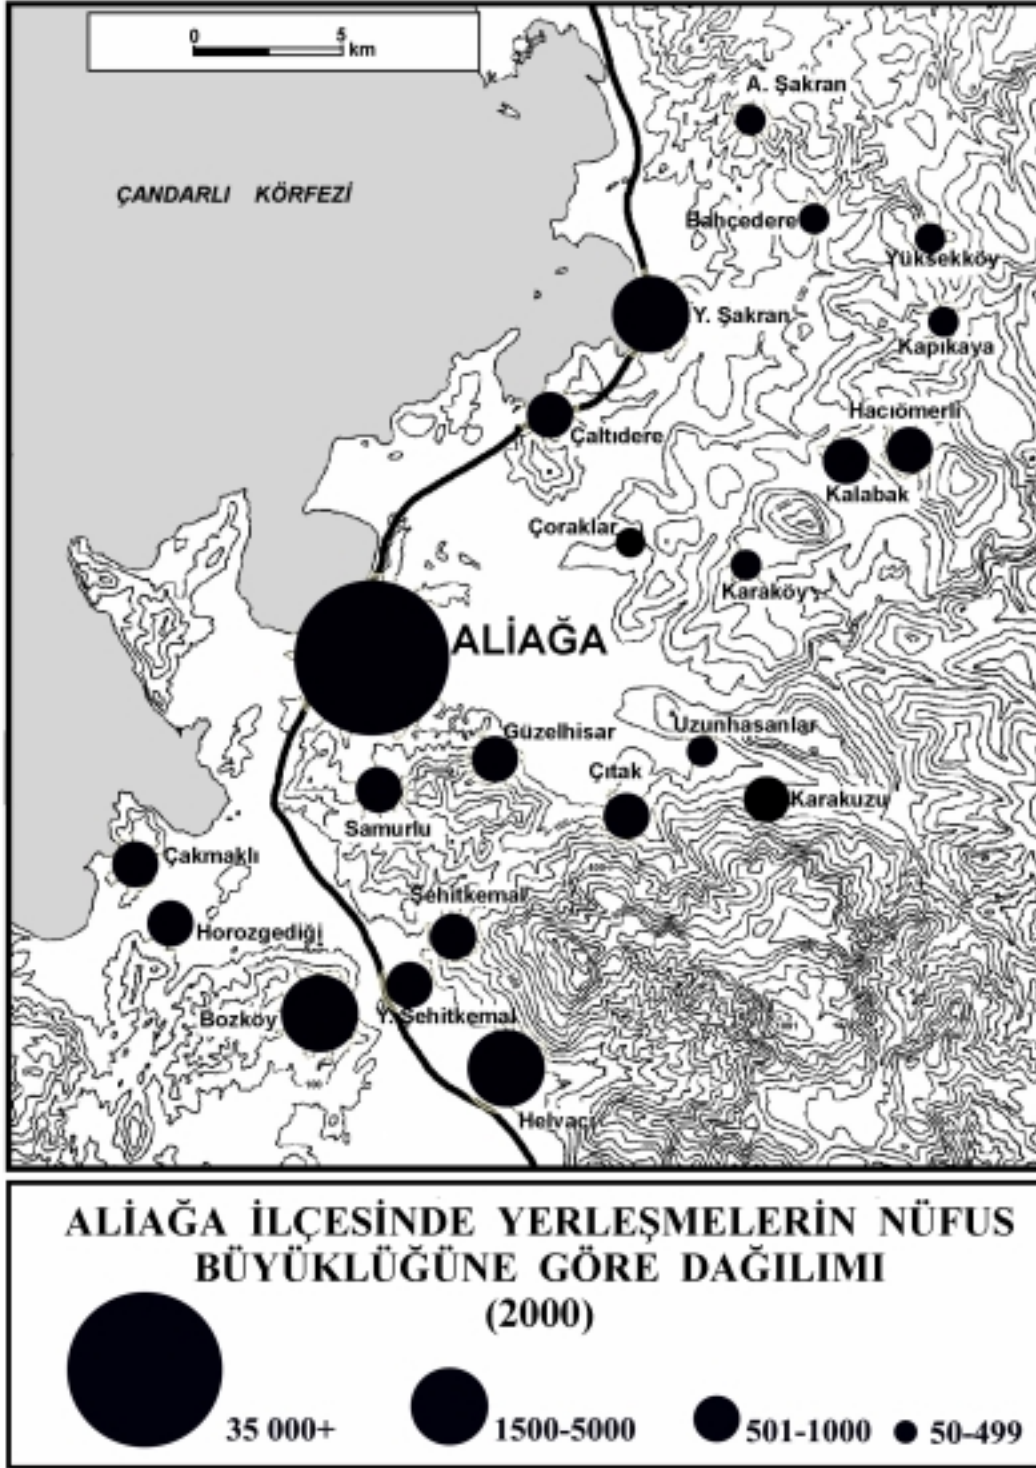 0 5 km
A. Şakran
ÇANDARLI KÖRFEZİ
Bahçedere
Yüksekköy
Y. Şakran
Kapıkaya
Hacıömerli
Çaltıdere
Kalabak
Çoraklar
Karaköy
ALİAĞA
Uzunhasanlar
Güzelhisar
Çıtak
Karakuzu
Samurlu
Çakmaklı
Şehitkemal
Horozgediği
Bozköy
Y. Şehitkemal
100
Helvacı
ALİAĞA İLÇESİNDE YERLEŞMELERİN NÜFUS
BÜYÜKLÜĞÜNE GÖRE DAĞILIMI
(2000)
35 000+ 1500-5000 501-1000 50-499